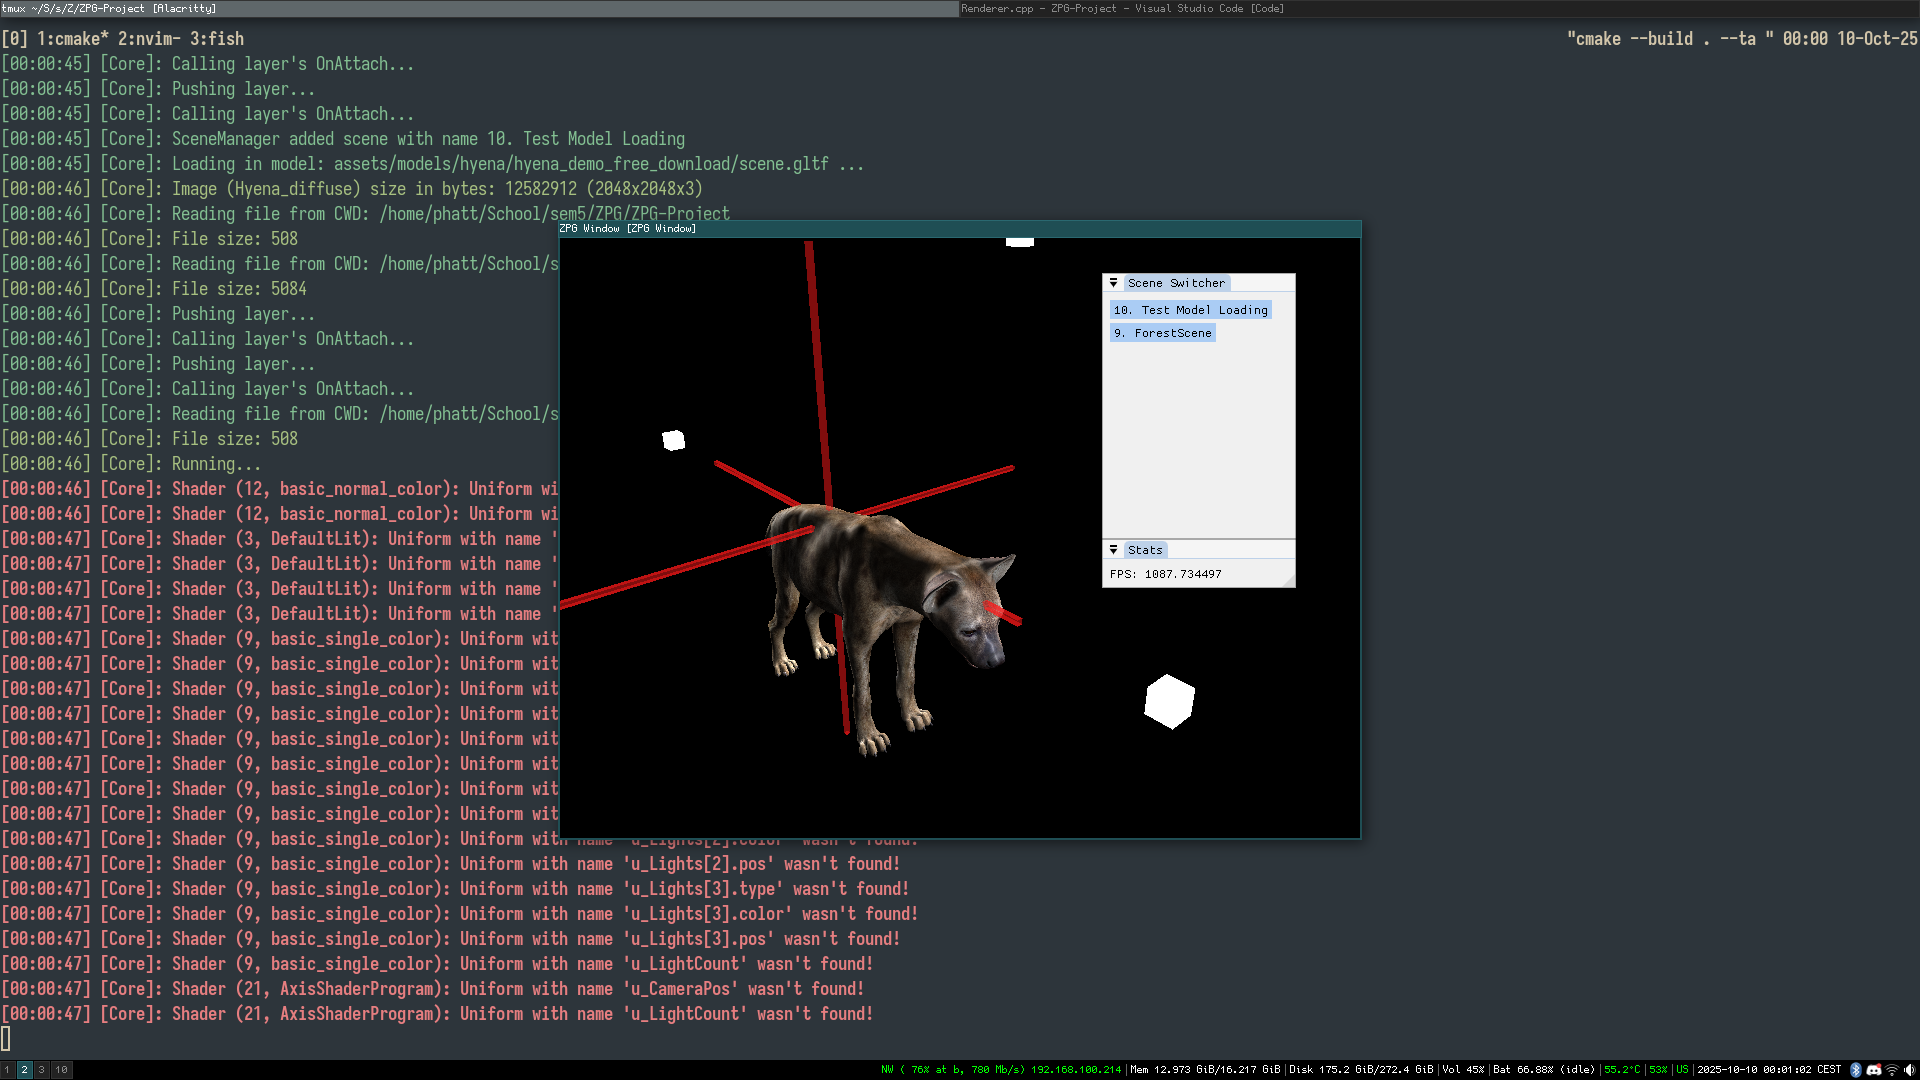 tmux ~/S/s/Z/ZPG-Project [Alacritty]
Renderer.cpp - ZPG-Project - Visual Studio Code [Code]
[0] 1:cmake* 2:nvim- 3:fish
"cmake --build . --ta " 00:00 10-Oct-25
[00:00:45] [Core]: Calling layer's OnAttach...
[00:00:45] [Core]: Pushing layer...
[00:00:45] [Core]: Calling layer's OnAttach...
[00:00:45] [Core]: SceneManager added scene with name 10. Test Model Loading
[00:00:45] [Core]: Loading in model: assets/models/hyena/hyena_demo_free_download/scene.gltf ...
[00:00:46] [Core]: Image (Hyena_diffuse) size in bytes: 12582912 (2048x2048x3)
[00:00:46] [Core]: Reading file from CWD: /home/phatt/School/sem5/ZPG/ZPG-Project
[00:00:46] [Core]: File size: 508
[00:00:46] [Core]: Reading file from CWD: /home/phatt/School/s
[00:00:46] [Core]: File size: 5084
[00:00:46] [Core]: Pushing layer...
[00:00:46] [Core]: Calling layer's OnAttach...
[00:00:46] [Core]: Pushing layer...
[00:00:46] [Core]: Calling layer's OnAttach...
[00:00:46] [Core]: Reading file from CWD: /home/phatt/School/s
[00:00:46] [Core]: File size: 508
[00:00:46] [Core]: Running...
[00:00:46] [Core]: Shader (12, basic_normal_color): Uniform wi
[00:00:46] [Core]: Shader (12, basic_normal_color): Uniform wi
[00:00:47] [Core]: Shader (3, DefaultLit): Uniform with name '
[00:00:47] [Core]: Shader (3, DefaultLit): Uniform with name '
[00:00:47] [Core]: Shader (3, DefaultLit): Uniform with name '
[00:00:47] [Core]: Shader (3, DefaultLit): Uniform with name '
[00:00:47] [Core]: Shader (9, basic_single_color): Uniform wit
[00:00:47] [Core]: Shader (9, basic_single_color): Uniform wit
[00:00:47] [Core]: Shader (9, basic_single_color): Uniform wit
[00:00:47] [Core]: Shader (9, basic_single_color): Uniform wit
[00:00:47] [Core]: Shader (9, basic_single_color): Uniform wit
[00:00:47] [Core]: Shader (9, basic_single_color): Uniform wit
[00:00:47] [Core]: Shader (9, basic_single_color): Uniform wit
[00:00:47] [Core]: Shader (9, basic_single_color): Uniform wit
[00:00:47] [Core]: Shader (9, basic_single_color): Uniform with name 'u_Lights[2].color' wasn't found!
[00:00:47] [Core]: Shader (9, basic_single_color): Uniform with name 'u_Lights[2].pos' wasn't found!
[00:00:47] [Core]: Shader (9, basic_single_color): Uniform with name 'u_Lights[3].type' wasn't found!
[00:00:47] [Core]: Shader (9, basic_single_color): Uniform with name 'u_Lights[3].color' wasn't found!
[00:00:47] [Core]: Shader (9, basic_single_color): Uniform with name 'u_Lights[3].pos' wasn't found!
[00:00:47] [Core]: Shader (9, basic_single_color): Uniform with name 'u_LightCount' wasn't found!
[00:00:47] [Core]: Shader (21, AxisShaderProgram): Uniform with name 'u_CameraPos' wasn't found!
[00:00:47] [Core]: Shader (21, AxisShaderProgram): Uniform with name 'u_LightCount' wasn't found!
ZPG Window [ZPG Window]
Scene Switcher
10. Test Model Loading
9. ForestScene
Stats
FPS: 1087.734497
1 2 3 10
NW ( 76% at b, 780 Mb/s) 192.168.100.214|Mem 12.973 GiB/16.217 GiB|Disk 175.2 GiB/272.4 GiB|Vol 45%|Bat 66.88% (idle)|55.2°C|53%|US|2025-10-10 00:01:02 CEST